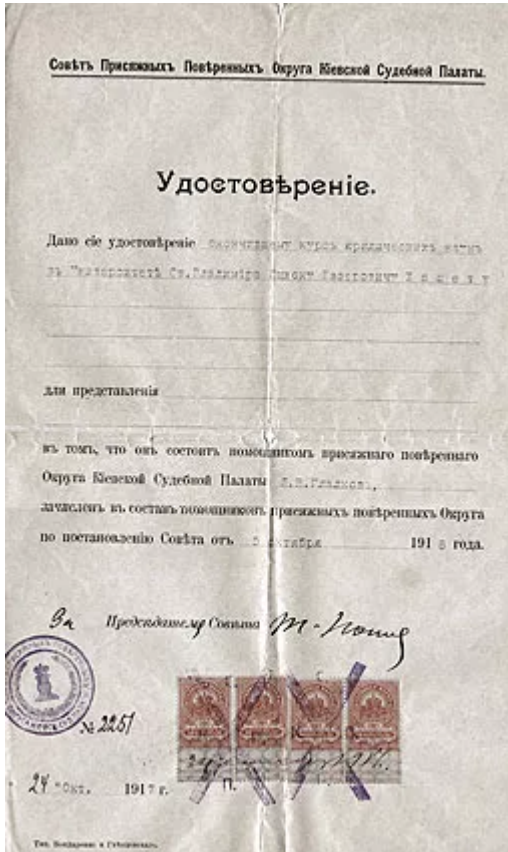 Совѣтъ Присяжныхъ Повѣренныхъ Округа Кіевской Судебной Палаты.
Удостовѣреніе.
Дано сіе удостовѣреніе окончившему курсъ юридическихъ наукъ
въ Университетѣ Св.Владиміра
для представленія
въ томъ, что онъ состоитъ помощникомъ присяжнаго повѣреннаго
Округа Кіевской Судебной Палаты
зачисленъ въ составъ помощниковъ присяжныхъ повѣренныхъ Округа
по постановленію Совѣта отъ 5 октября 1916 года.
За Предсѣдателя Совѣта
№ 2251
24 Окт. 1917 г.